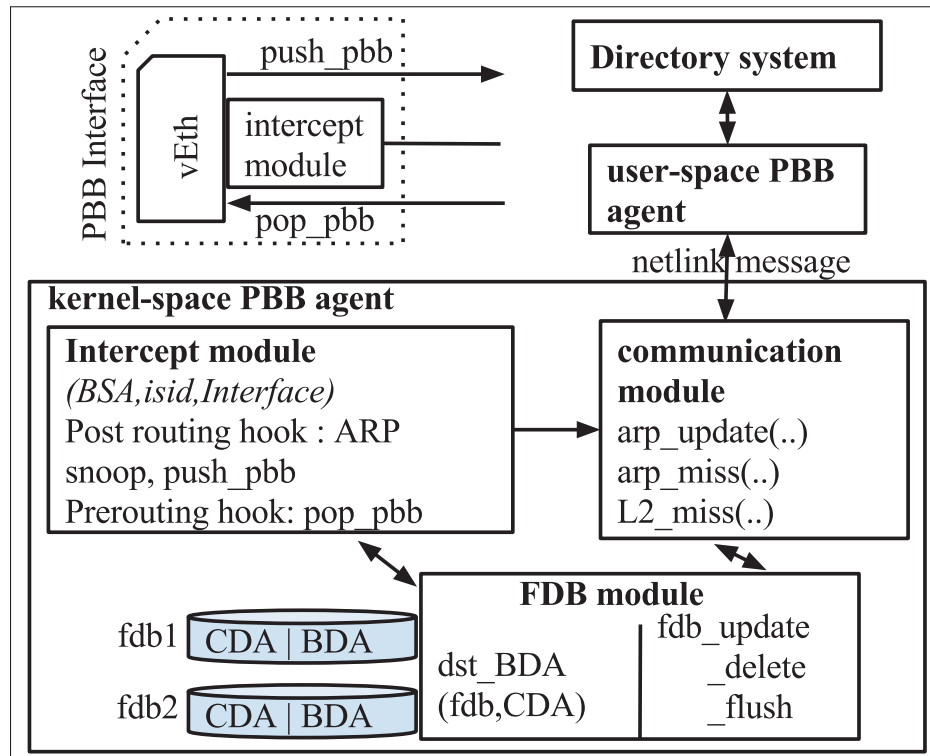 PBB Interface
vEth
push_pbb
intercept
module
pop_pbb
Directory system
user-space PBB
agent
netlink message
kernel-space PBB agent
Intercept module
(BSA,isid,Interface)
Post routing hook : ARP
snoop, push_pbb
Prerouting hook: pop_pbb
communication
module
arp_update(..)
arp_miss(..)
L2_miss(..)
fdb1
CDA | BDA
fdb2
CDA | BDA
FDB module
dst_BDA
(fdb,CDA)
fdb_update
_delete
_flush